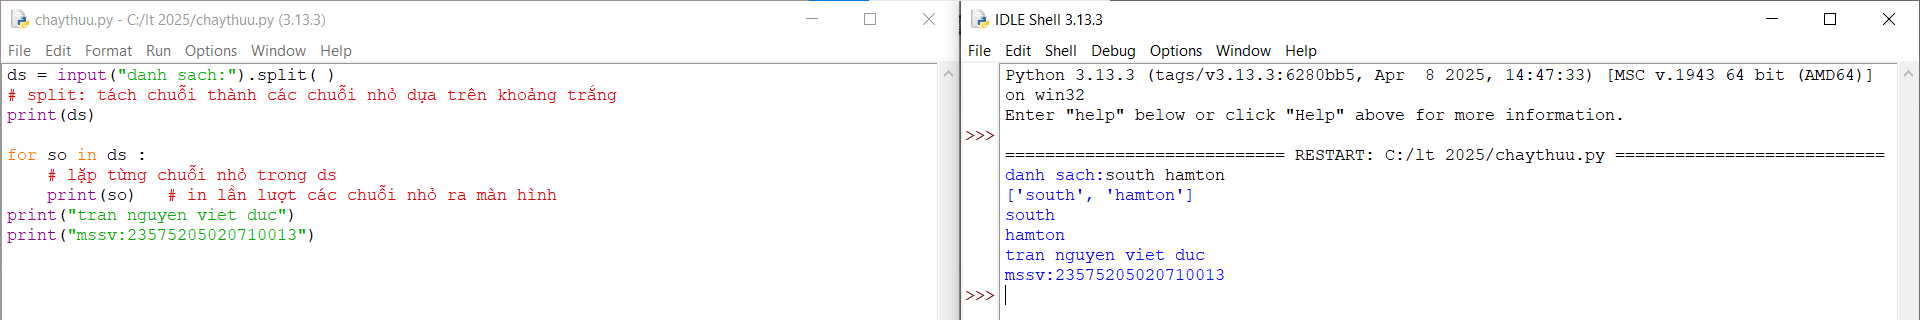 chaythuu.py - C:/lt 2025/chaythuu.py (3.13.3)
File Edit Format Run Options Window Help
ds = input("danh sach:").split( )
# split: tách chuỗi thành các chuỗi nhỏ dựa trên khoảng trắng
print(ds)
for so in ds :
    # lặp từng chuỗi nhỏ trong ds
    print(so)   # in lần lượt các chuỗi nhỏ ra màn hình
print("tran nguyen viet duc")
print("mssv:23575205020710013")
IDLE Shell 3.13.3
File Edit Shell Debug Options Window Help
Python 3.13.3 (tags/v3.13.3:6280bb5, Apr  8 2025, 14:47:33) [MSC v.1943 64 bit (AMD64)]
on win32
Enter "help" below or click "Help" above for more information.
>>>
============================ RESTART: C:/lt 2025/chaythuu.py ===========================
danh sach:south hamton
['south', 'hamton']
south
hamton
tran nguyen viet duc
mssv:23575205020710013
>>>